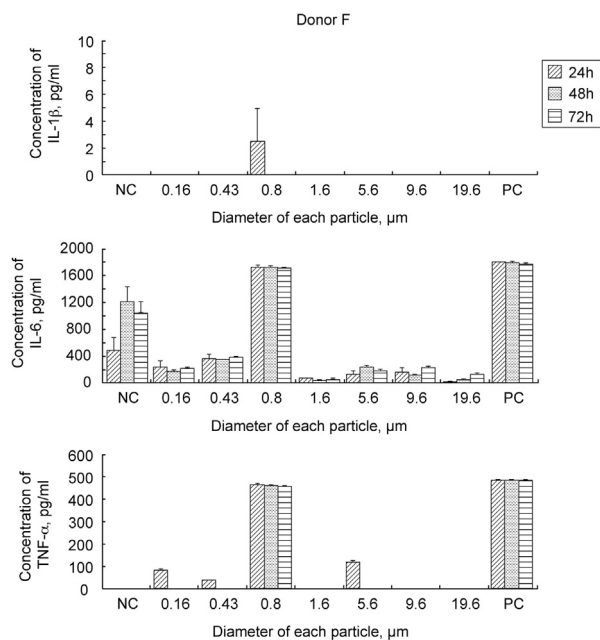 Donor F
Concentration of
IL-1β, pg/ml
10
8
6
4
2
0
NC 0.16 0.43 0.8 1.6 5.6 9.6 19.6 PC
Diameter of each particle, μm
24h
48h
72h
Concentration of
IL-6, pg/ml
2000
1600
1200
800
400
0
NC 0.16 0.43 0.8 1.6 5.6 9.6 19.6 PC
Diameter of each particle, μm
Concentration of
TNF-α, pg/ml
600
500
400
300
200
100
0
NC 0.16 0.43 0.8 1.6 5.6 9.6 19.6 PC
Diameter of each particle, μm